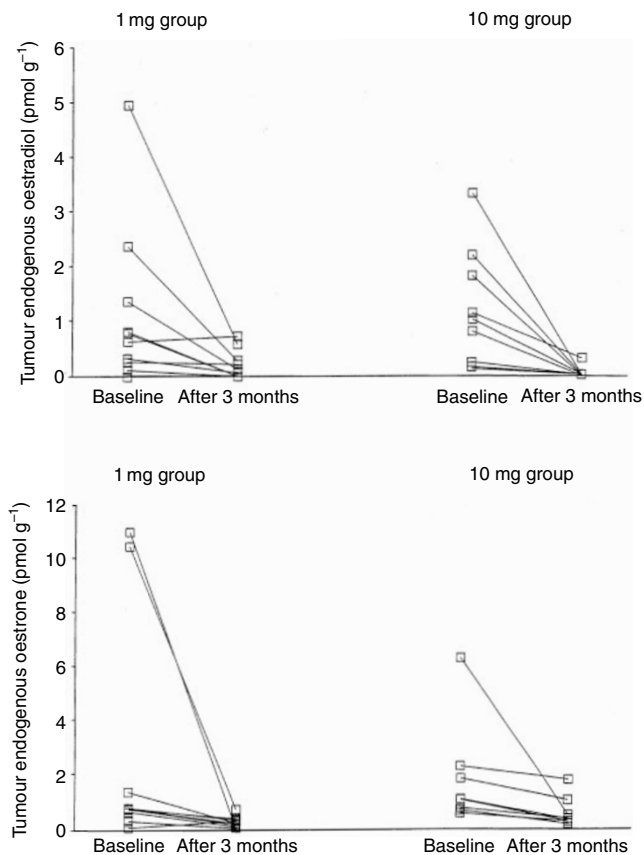 1 mg group 10 mg group
Tumour endogenous oestradiol (pmol g⁻¹)
6
5
4
3
2
1
0
Baseline After 3 months Baseline After 3 months
1 mg group 10 mg group
Tumour endogenous oestrone (pmol g⁻¹)
12
10
8
6
4
2
0
Baseline After 3 months Baseline After 3 months